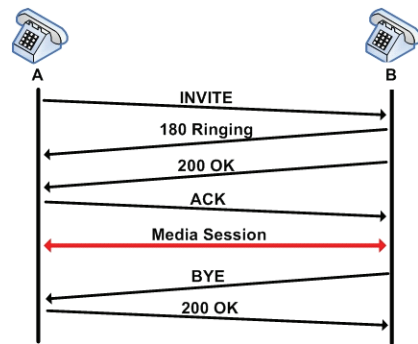 A
B
INVITE
180 Ringing
200 OK
ACK
Media Session
BYE
200 OK